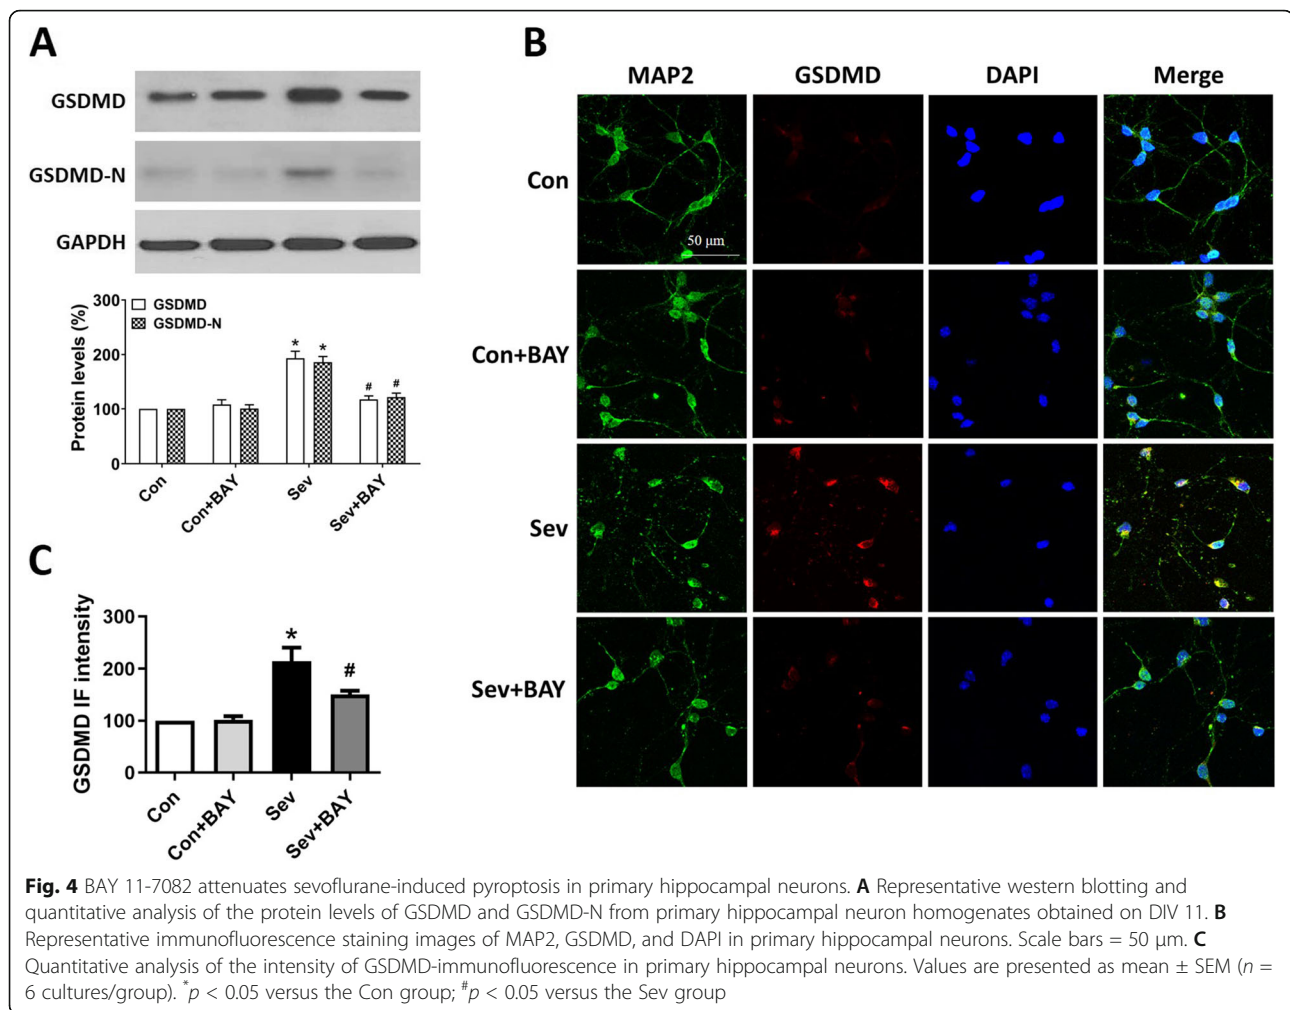 A
GSDMD
GSDMD-N
GAPDH
300
200
100
0
Protein levels (%)
GSDMD
GSDMD-N
* *
# #
Con
Con+BAY
Sev
Sev+BAY
B
MAP2 GSDMD DAPI Merge
Con
50 μm
Con+BAY
Sev
Sev+BAY
C
300
200
100
0
GSDMD IF intensity
*
#
Con
Con+BAY
Sev
Sev+BAY
Fig. 4 BAY 11-7082 attenuates sevoflurane-induced pyroptosis in primary hippocampal neurons. A Representative western blotting and
quantitative analysis of the protein levels of GSDMD and GSDMD-N from primary hippocampal neuron homogenates obtained on DIV 11. B
Representative immunofluorescence staining images of MAP2, GSDMD, and DAPI in primary hippocampal neurons. Scale bars = 50 μm. C
Quantitative analysis of the intensity of GSDMD-immunofluorescence in primary hippocampal neurons. Values are presented as mean ± SEM (n =
6 cultures/group). *p < 0.05 versus the Con group; #p < 0.05 versus the Sev group